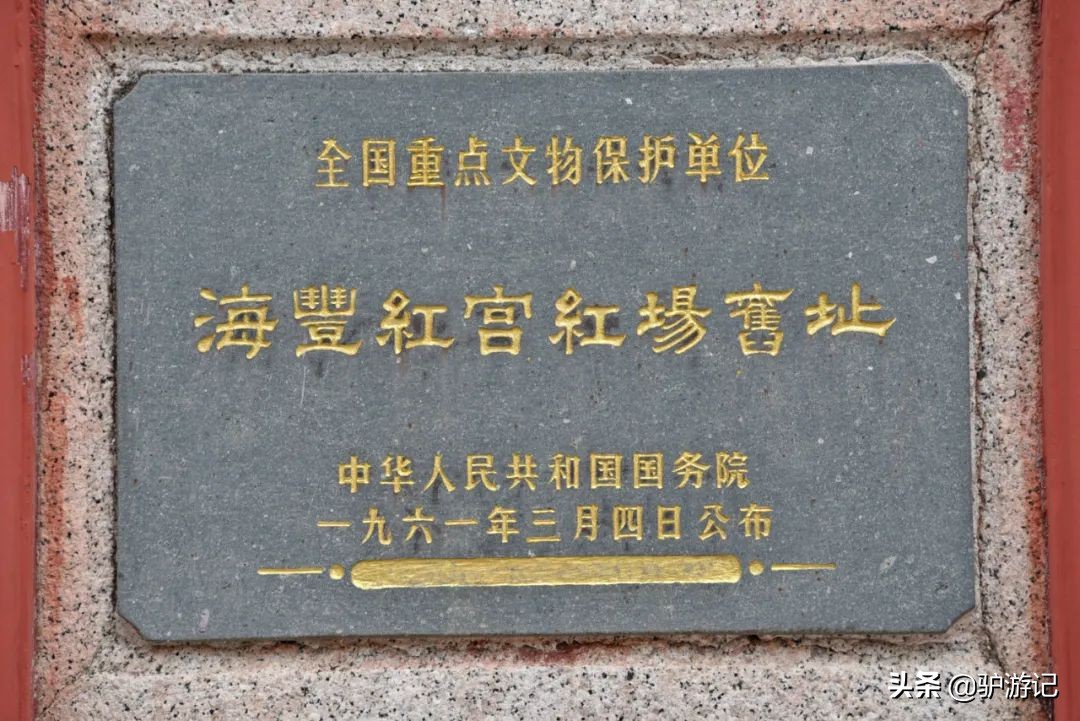 全国重点文物保护单位
海豐紅宫紅場舊址
中华人民共和国国务院
一九六一年三月四日公布
头条 @驴游记